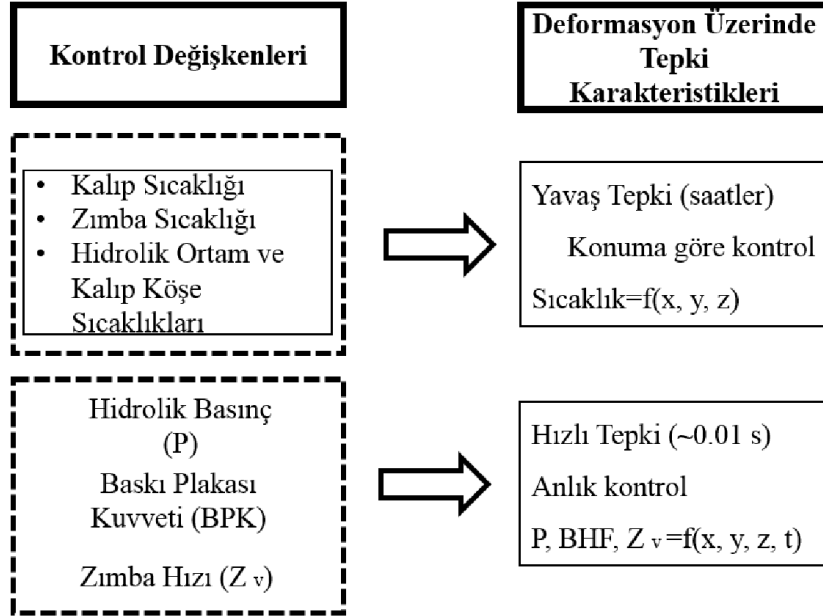 Kontrol Değişkenleri
Deformasyon Üzerinde
Tepki
Karakteristikleri
• Kalıp Sıcaklığı
• Zımba Sıcaklığı
• Hidrolik Ortam ve
Kalıp Köşe
Sıcaklıkları
Yavaş Tepki (saatler)
Konuma göre kontrol
Sıcaklık=f(x, y, z)
Hidrolik Basınç
(P)
Baskı Plakası
Kuvveti (BPK)
Zımba Hızı (Z v)
Hızlı Tepki (~0.01 s)
Anlık kontrol
P, BHF, Z v =f(x, y, z, t)